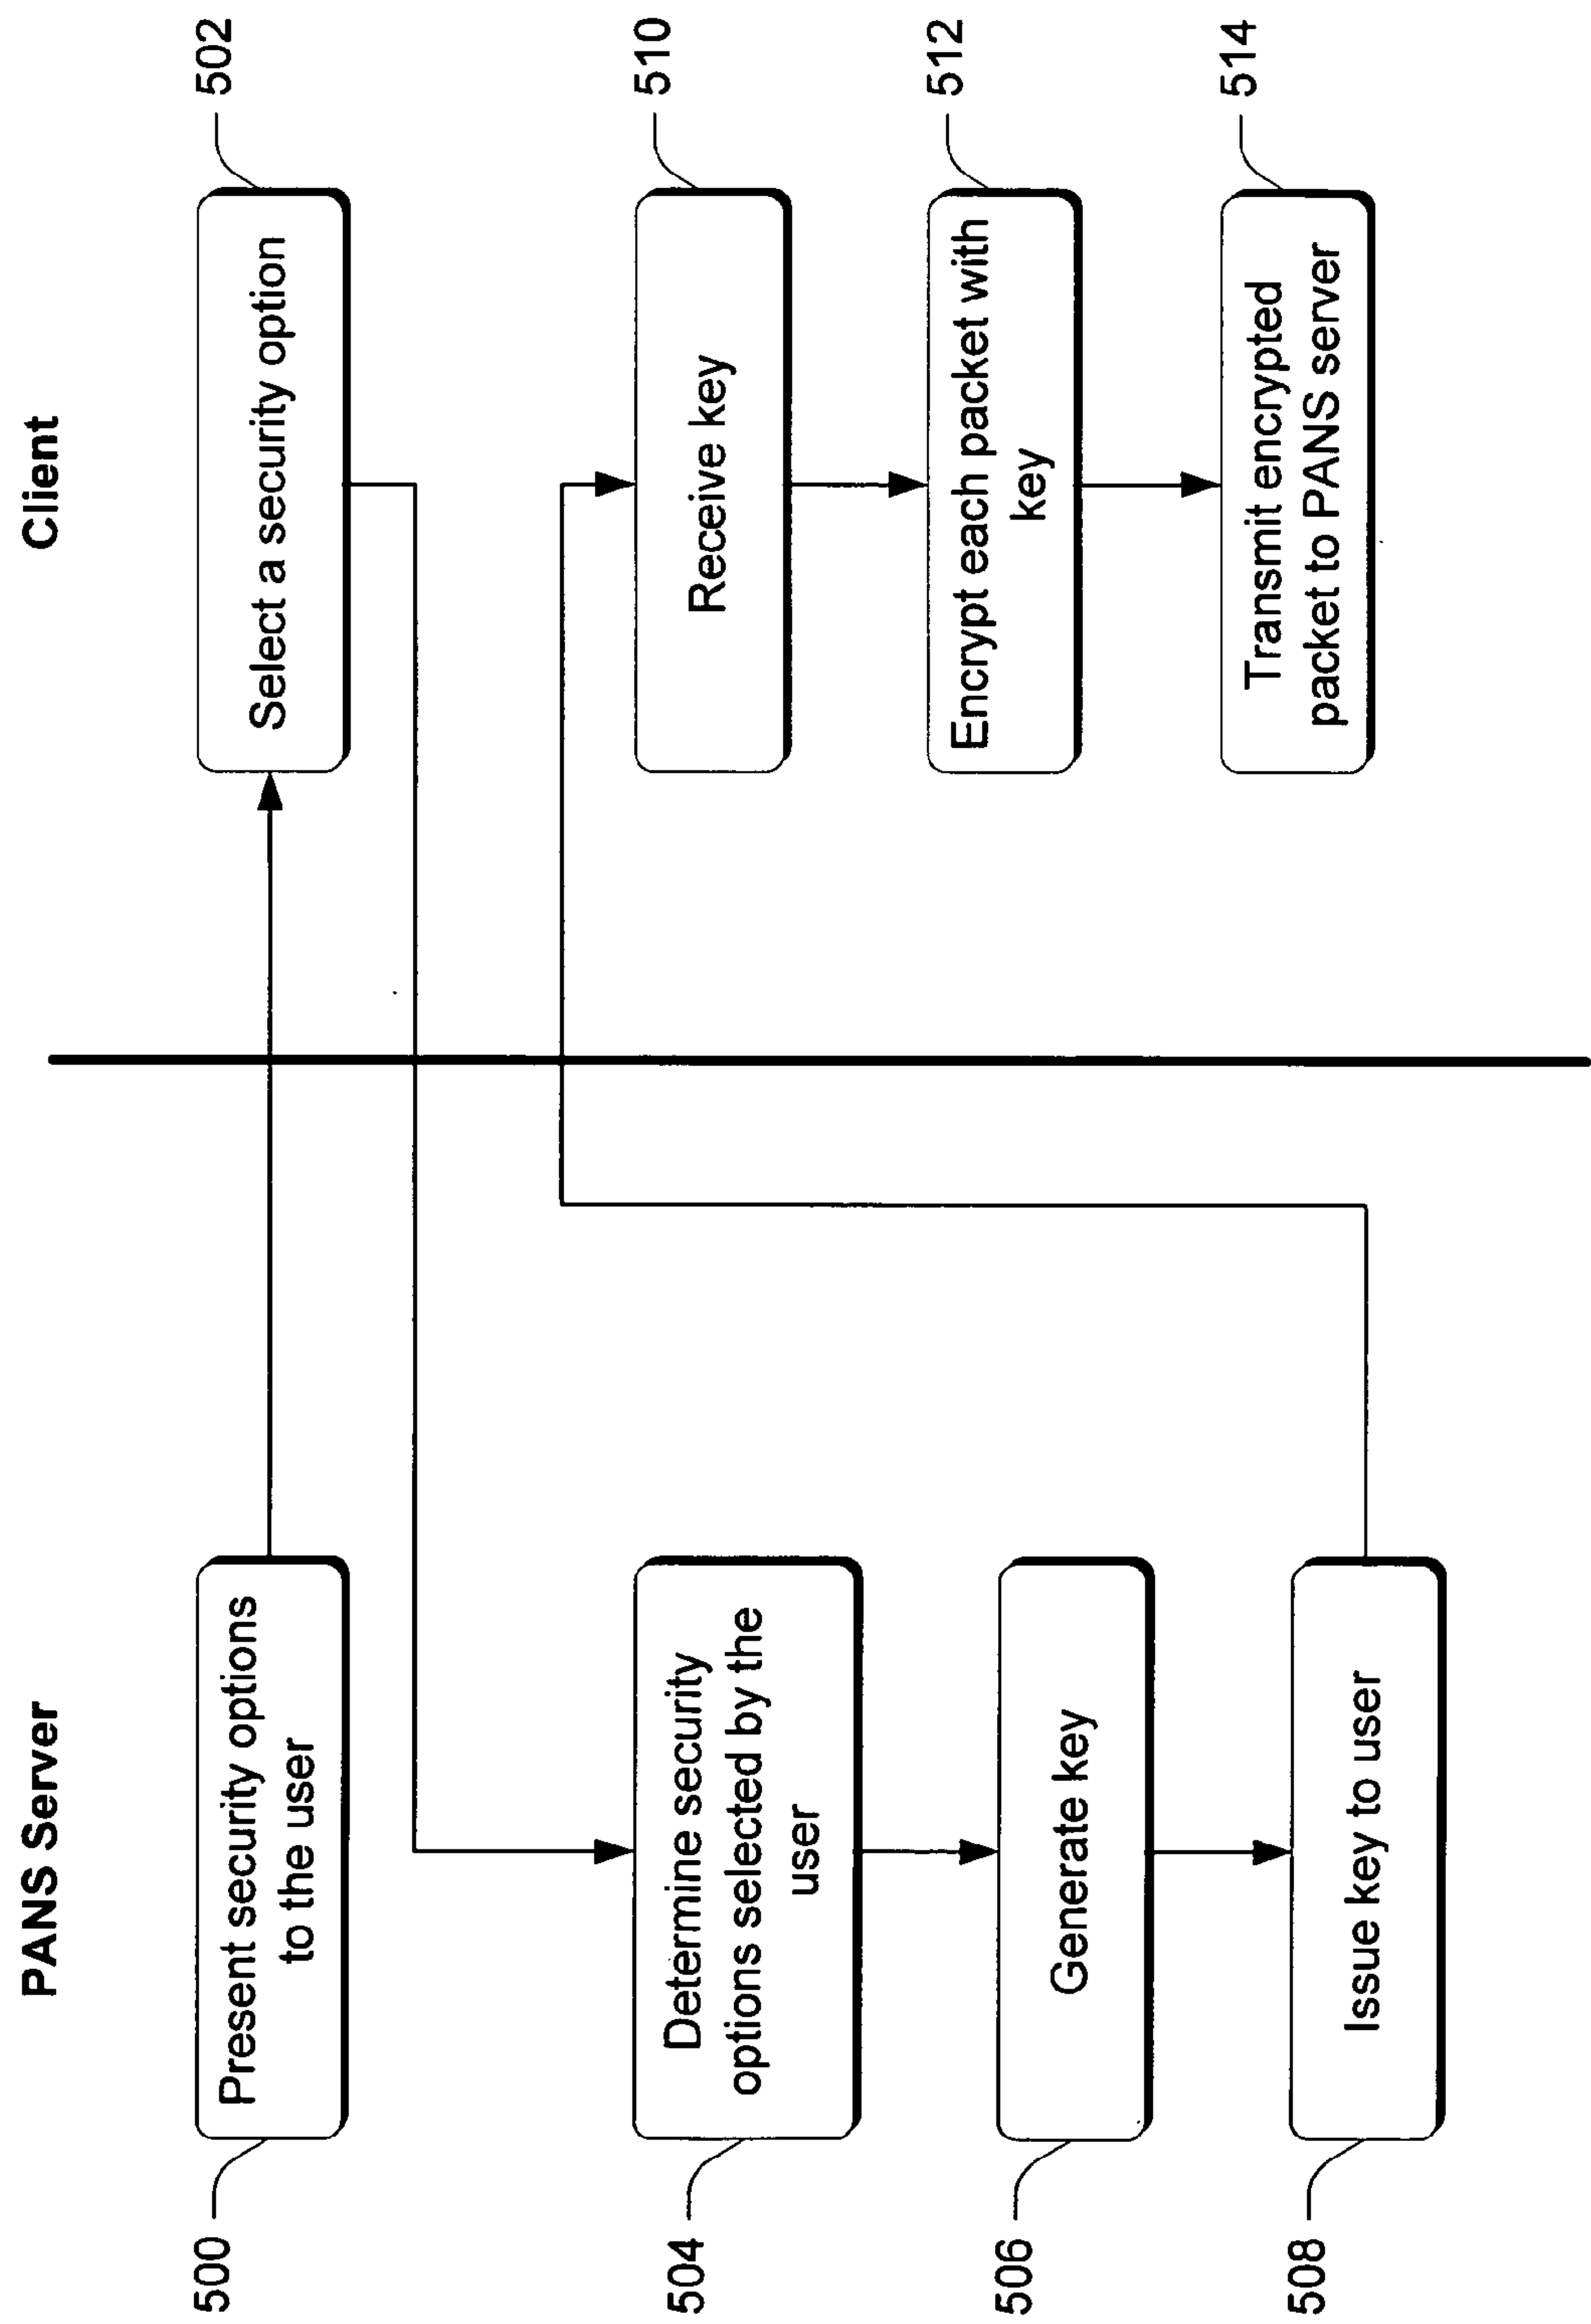 PANS Server
Client
500
Present security options
to the user
Select a security option
502
504
Determine security
options selected by the
user
506
Generate key
508
Issue key to user
Receive key
510
Encrypt each packet with
key
512
Transmit encrypted
packet to PANS server
514